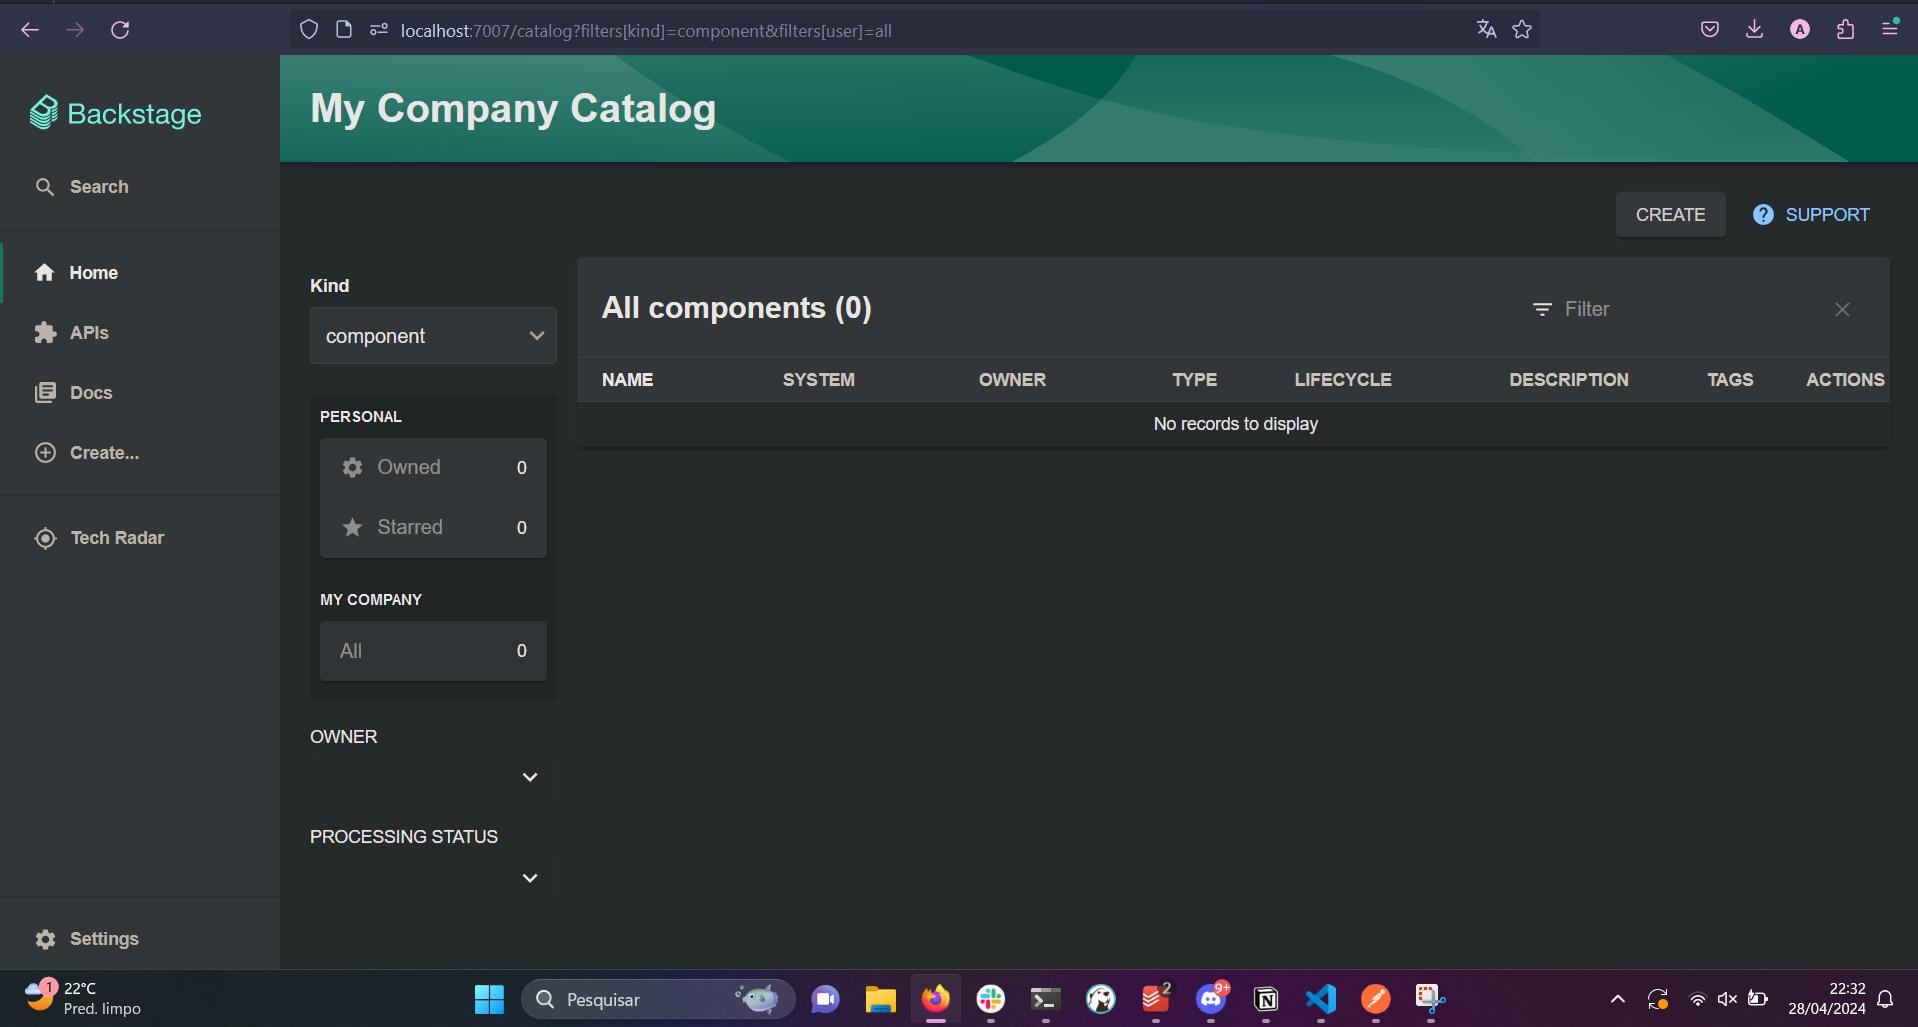 localhost:7007/catalog?filters[kind]=component&filters[user]=all
A
Backstage
My Company Catalog
Search
CREATE
SUPPORT
Home
Kind
All components (0)
Filter
component
APIs
NAME SYSTEM OWNER TYPE LIFECYCLE DESCRIPTION TAGS ACTIONS
Docs
PERSONAL
No records to display
Create...
Owned 0
Starred 0
Tech Radar
MY COMPANY
All 0
OWNER
PROCESSING STATUS
Settings
1
22°C
Pred. limpo
Pesquisar
2
9+
N
22:32
28/04/2024